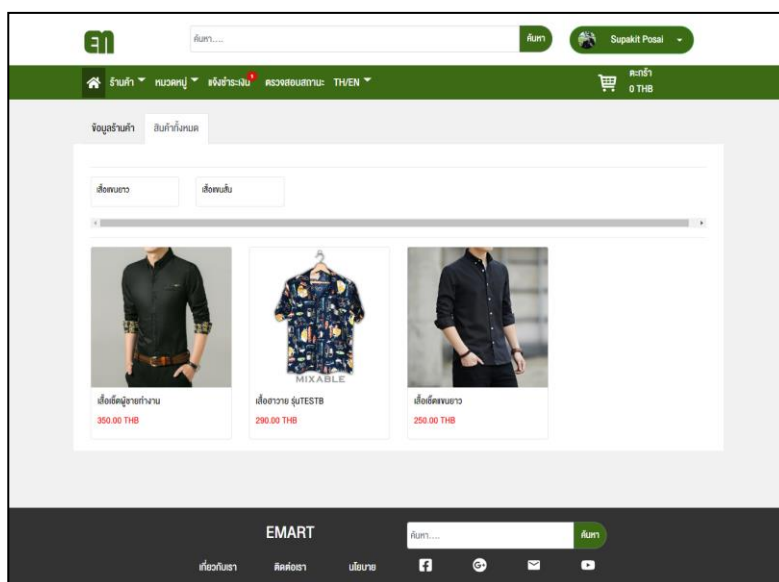 ค้นหา....
ค้นหา
Supakit Posai
ร้านค้า
หมวดหมู่
แจ้งชำระเงิน
ตรวจสอบสถานะ
TH/EN
ตะกร้า
0 THB
ข้อมูลร้านค้า
สินค้าทั้งหมด
เสื้อแขนยาว
เสื้อแขนสั้น
MIXABLE
เสื้อเช็ตผู้ชายทำงาน
เสื้อฮาวาย รุ่นTESTB
เสื้อเช็ตแขนยาว
350.00 THB
290.00 THB
250.00 THB
EMART
ค้นหา....
ค้นหา
เกี่ยวกับเรา
ติดต่อเรา
นโยบาย